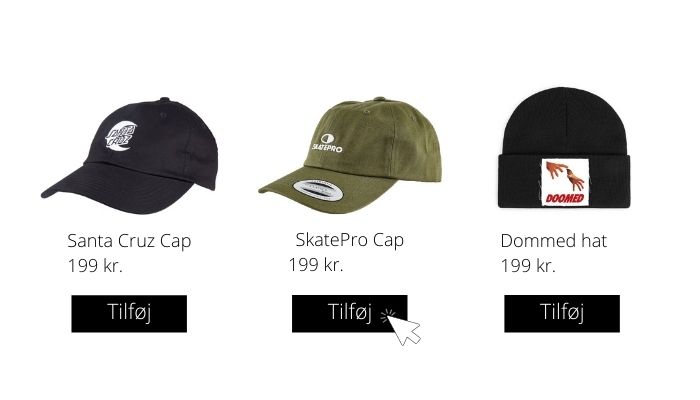 SANTA
CRUZ
SKATEPRO
DOOMED
Santa Cruz Cap
SkatePro Cap
Dommed hat
199 kr.
199 kr.
199 kr.
Tilføj
Tilføj
Tilføj